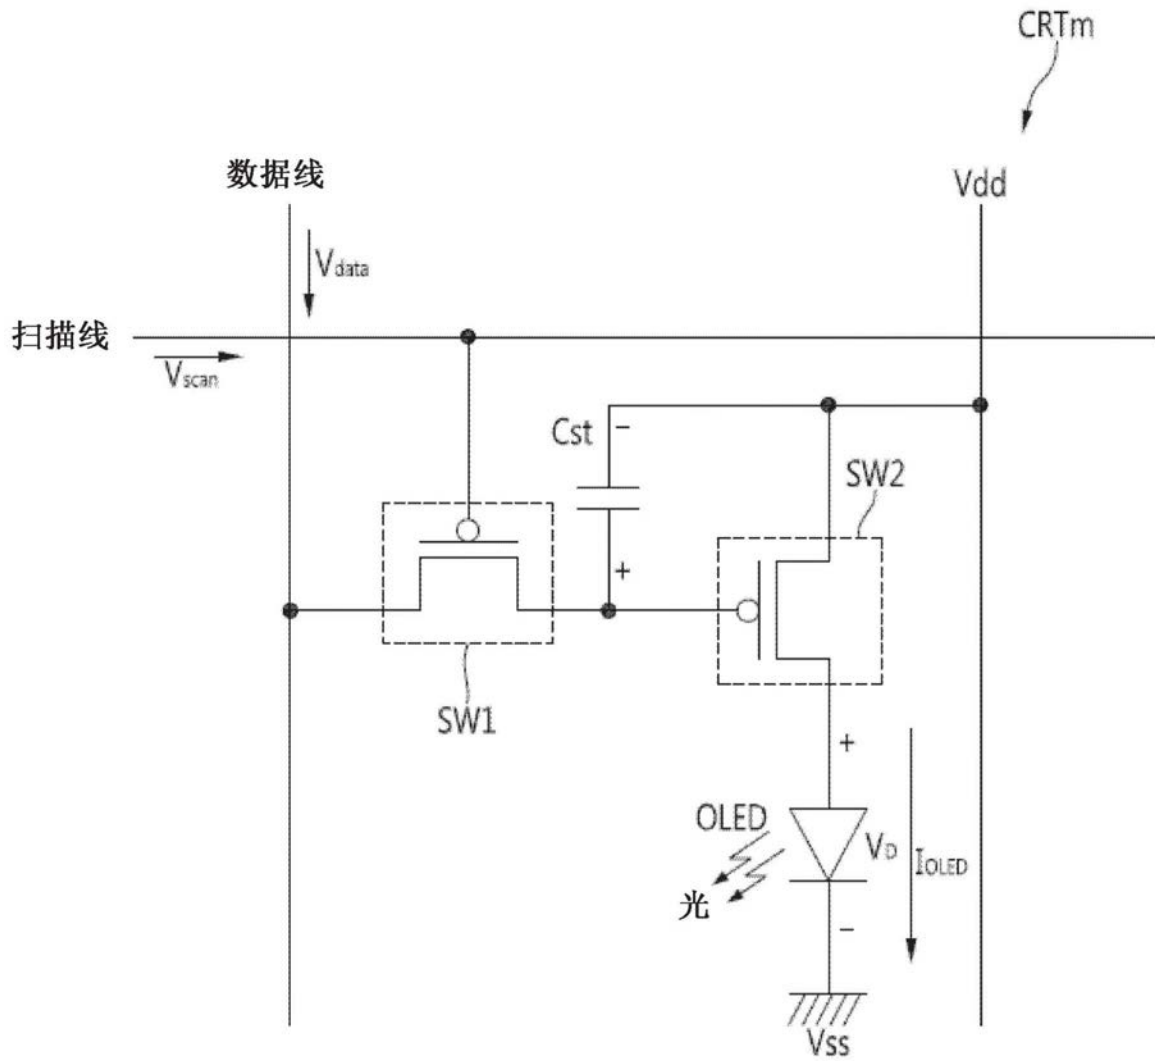 CRTm
数据线
Vdd
Vdata
扫描线
Vscan
Cst
−
SW2
+
SW1
+
OLED
VD
IOLED
光
−
Vss